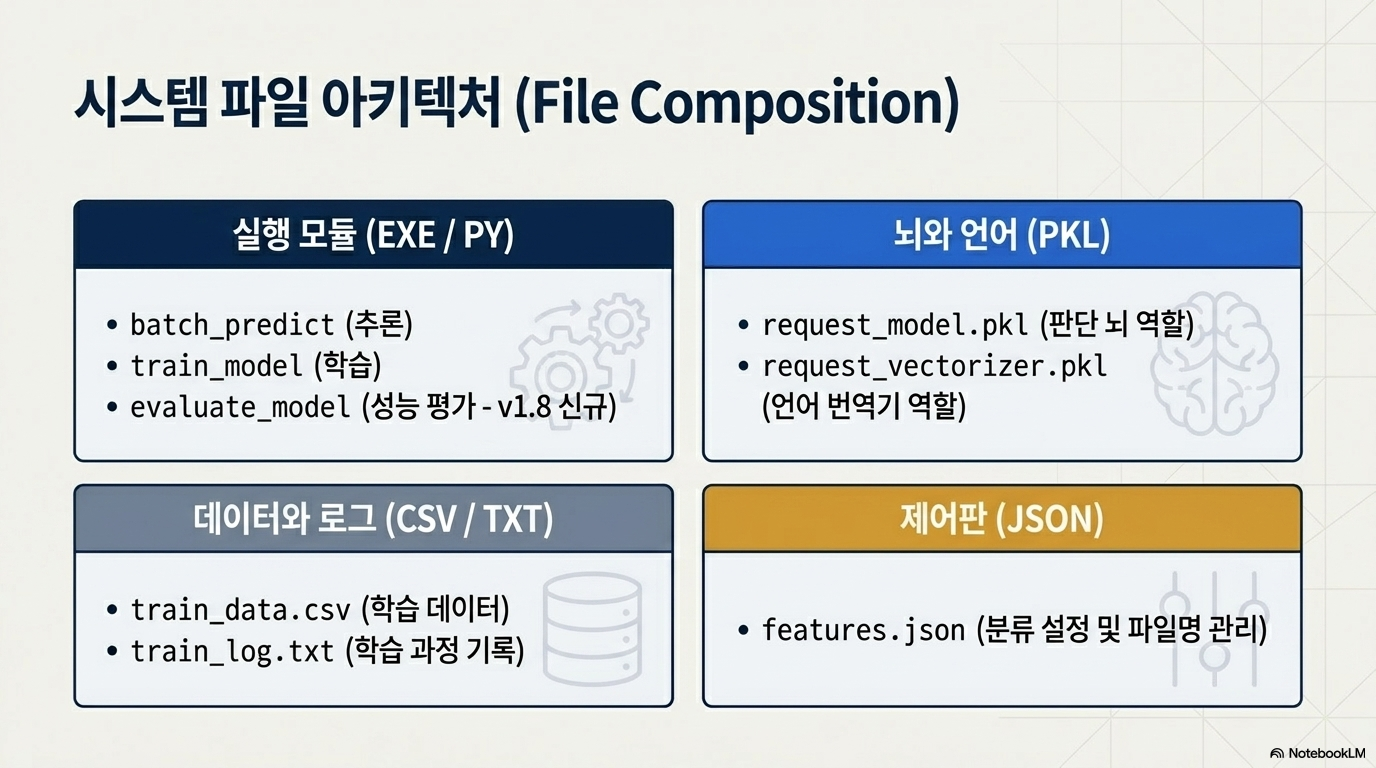 시스템 파일 아키텍처 (File Composition)
실행 모듈 (EXE / PY)
• batch_predict (추론)
• train_model (학습)
• evaluate_model (성능 평가 - v1.8 신규)
뇌와 언어 (PKL)
• request_model.pkl (판단 뇌 역할)
• request_vectorizer.pkl
(언어 번역기 역할)
데이터와 로그 (CSV / TXT)
• train_data.csv (학습 데이터)
• train_log.txt (학습 과정 기록)
제어판 (JSON)
• features.json (분류 설정 및 파일명 관리)
NotebookLM